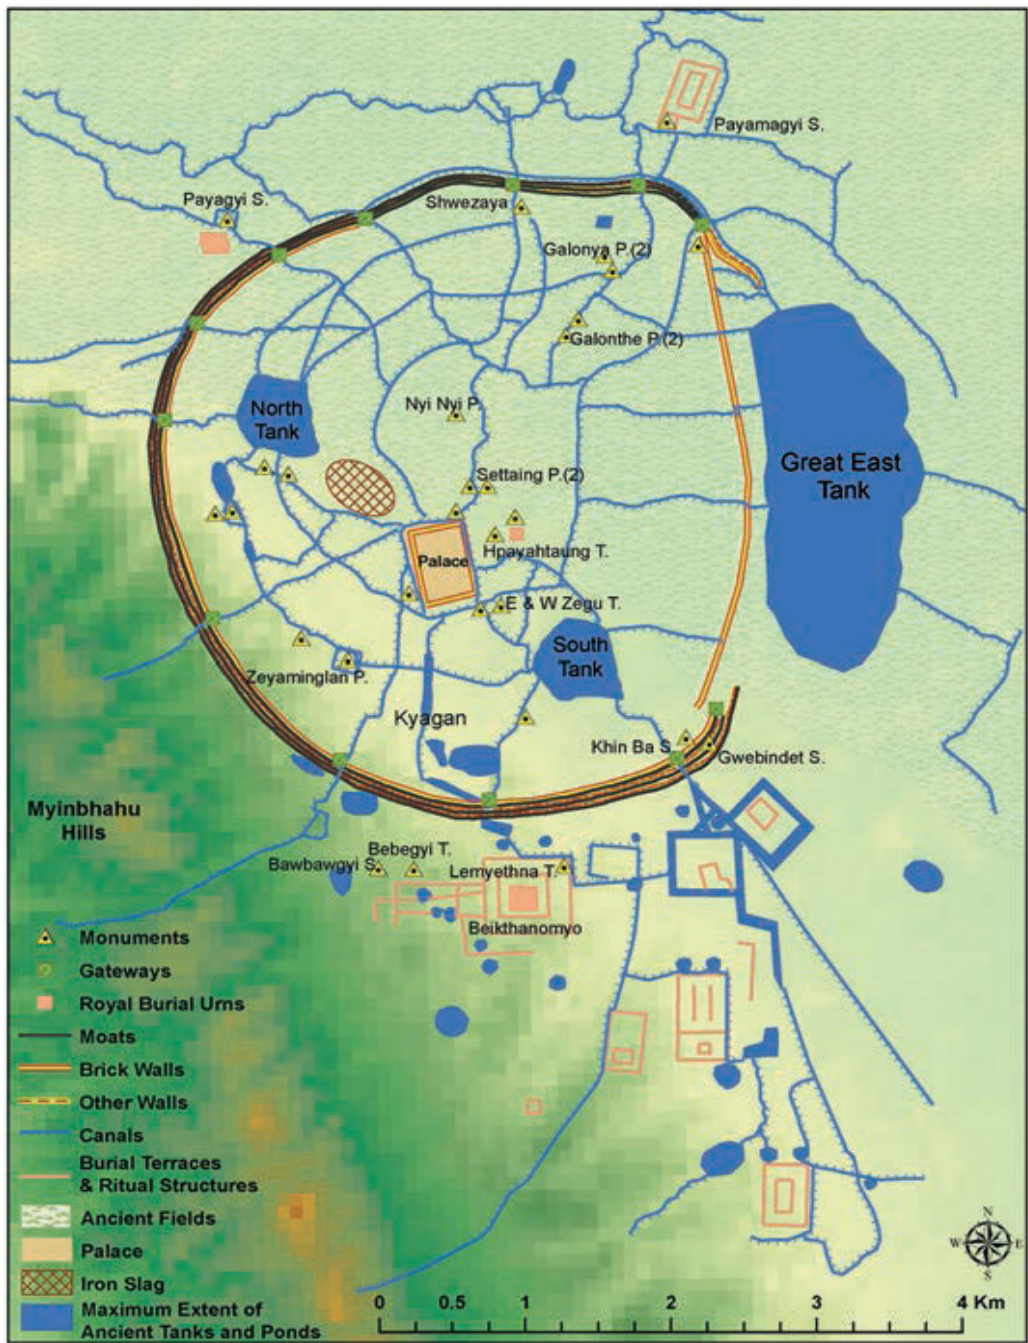 Payamagyi S.
Payagyi S.
Shwezaya
Galonya P.(2)
Galonthe P.(2)
Nyi Nyi P.
North
Tank
Great East
Tank
Settaing P.(2)
Palace
Hpayahtaung T.
E & W Zegu T.
South
Tank
Zeyaminglan P.
Kyagan
Khin Ba S.
Gwebindet S.
Myinbhahu
Hills
Bebegyi T.
Bawbawgyi S.
Lemyethna T.
Beikthanomyo
Monuments
Gateways
Royal Burial Urns
Moats
Brick Walls
Other Walls
Canals
Burial Terraces
& Ritual Structures
Ancient Fields
Palace
Iron Slag
Maximum Extent of
Ancient Tanks and Ponds
N
W E
S
0 0.5 1 2 3 4 Km